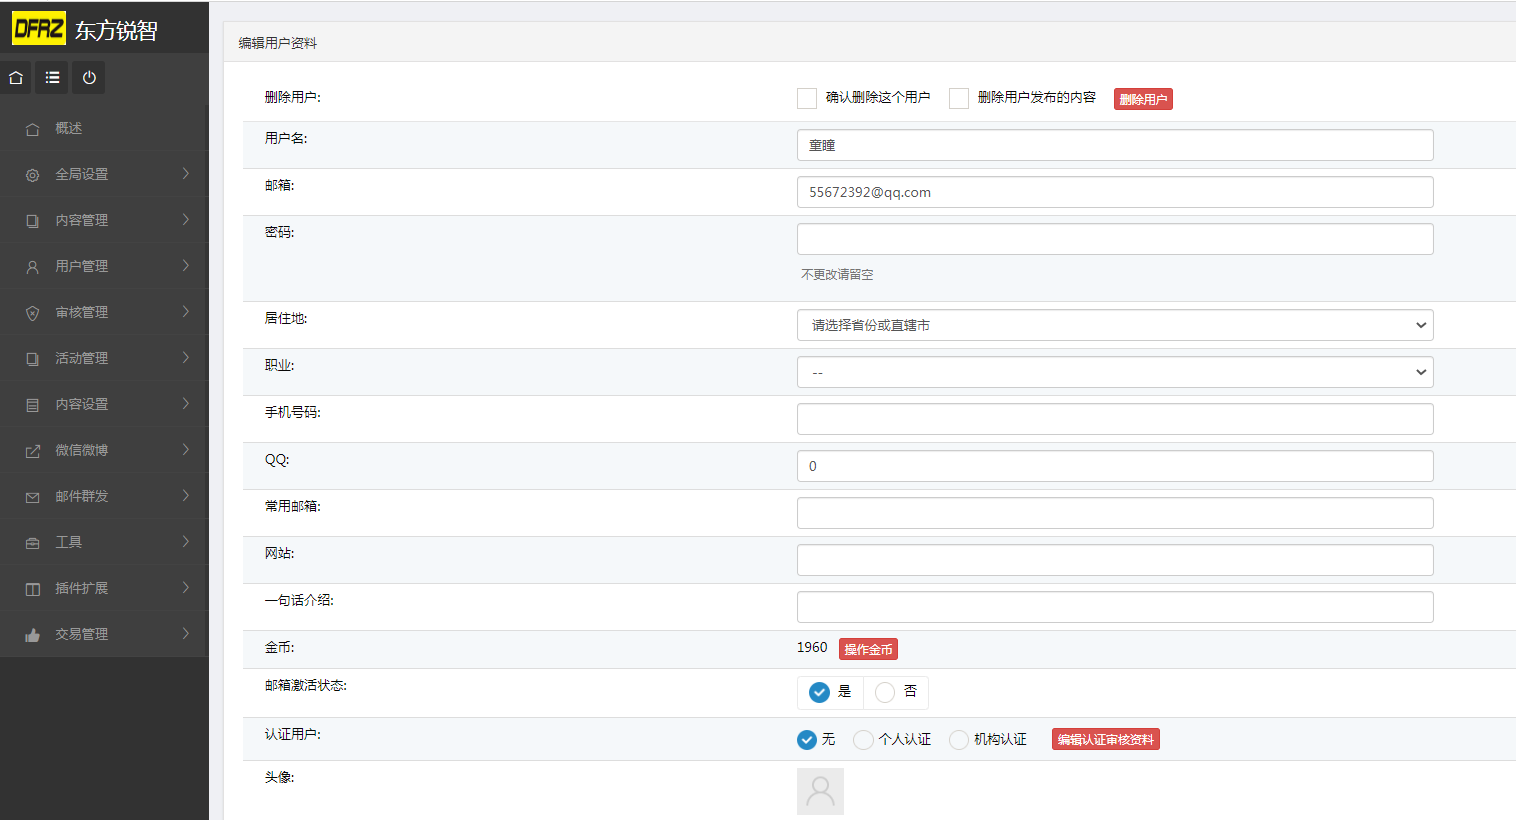 DFRZ 东方锐智
概述
全局设置
内容管理
用户管理
审核管理
活动管理
内容设置
微信微博
邮件群发
工具
插件扩展
交易管理
编辑用户资料
删除用户: 确认删除这个用户 删除用户发布的内容 删除用户
用户名: 童瞳
邮箱: 55672392@qq.com
密码:
不更改请留空
居住地: 请选择省份或直辖市
职业: --
手机号码:
QQ: 0
常用邮箱:
网站:
一句话介绍:
金币: 1960 操作金币
邮箱激活状态: 是 否
认证用户: 无 个人认证 机构认证 编辑认证审核资料
头像: